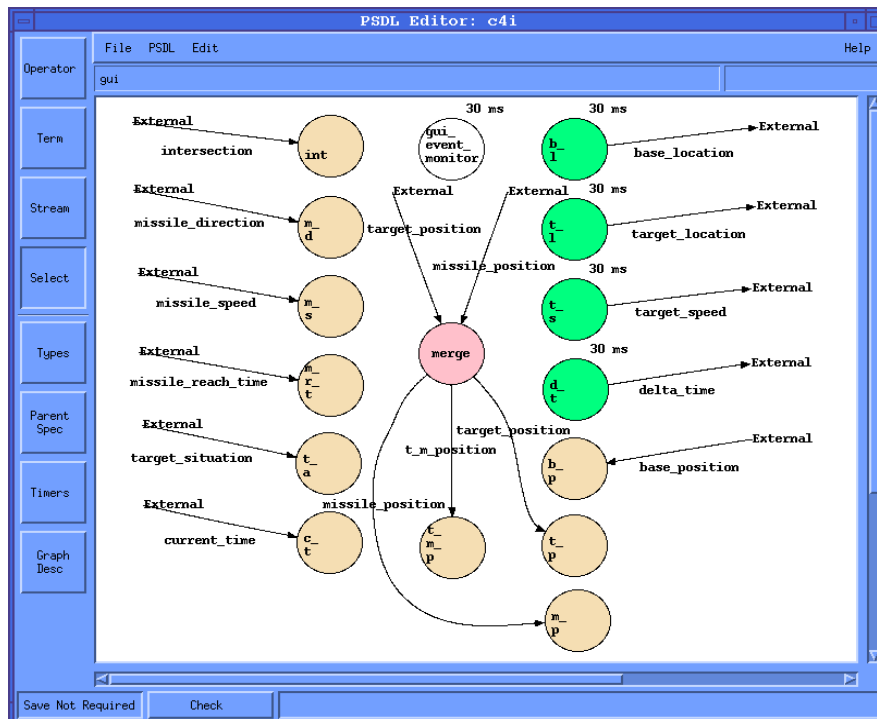 PSDL Editor: c4i
File PSDL Edit Help
gui
Operator
Term
Stream
Select
Types
Parent
Spec
Timers
Graph
Desc
External
intersection
int
External
missile_direction
m_
d
External
missile_speed
m_
s
External
missile_reach_time
m_
r_
t
External
target_situation
t_
a
External
current_time
c_
t
30 ms
gui_
event_
monitor
External
target_position
External
missile_position
merge
target_position
t_m_position
missile_position
t_
m_
p
30 ms
b_
l
External
base_location
30 ms
t_
l
External
target_location
30 ms
t_
s
External
target_speed
30 ms
d_
t
External
delta_time
b_
p
External
base_position
t_
p
m_
p
Save Not Required
Check